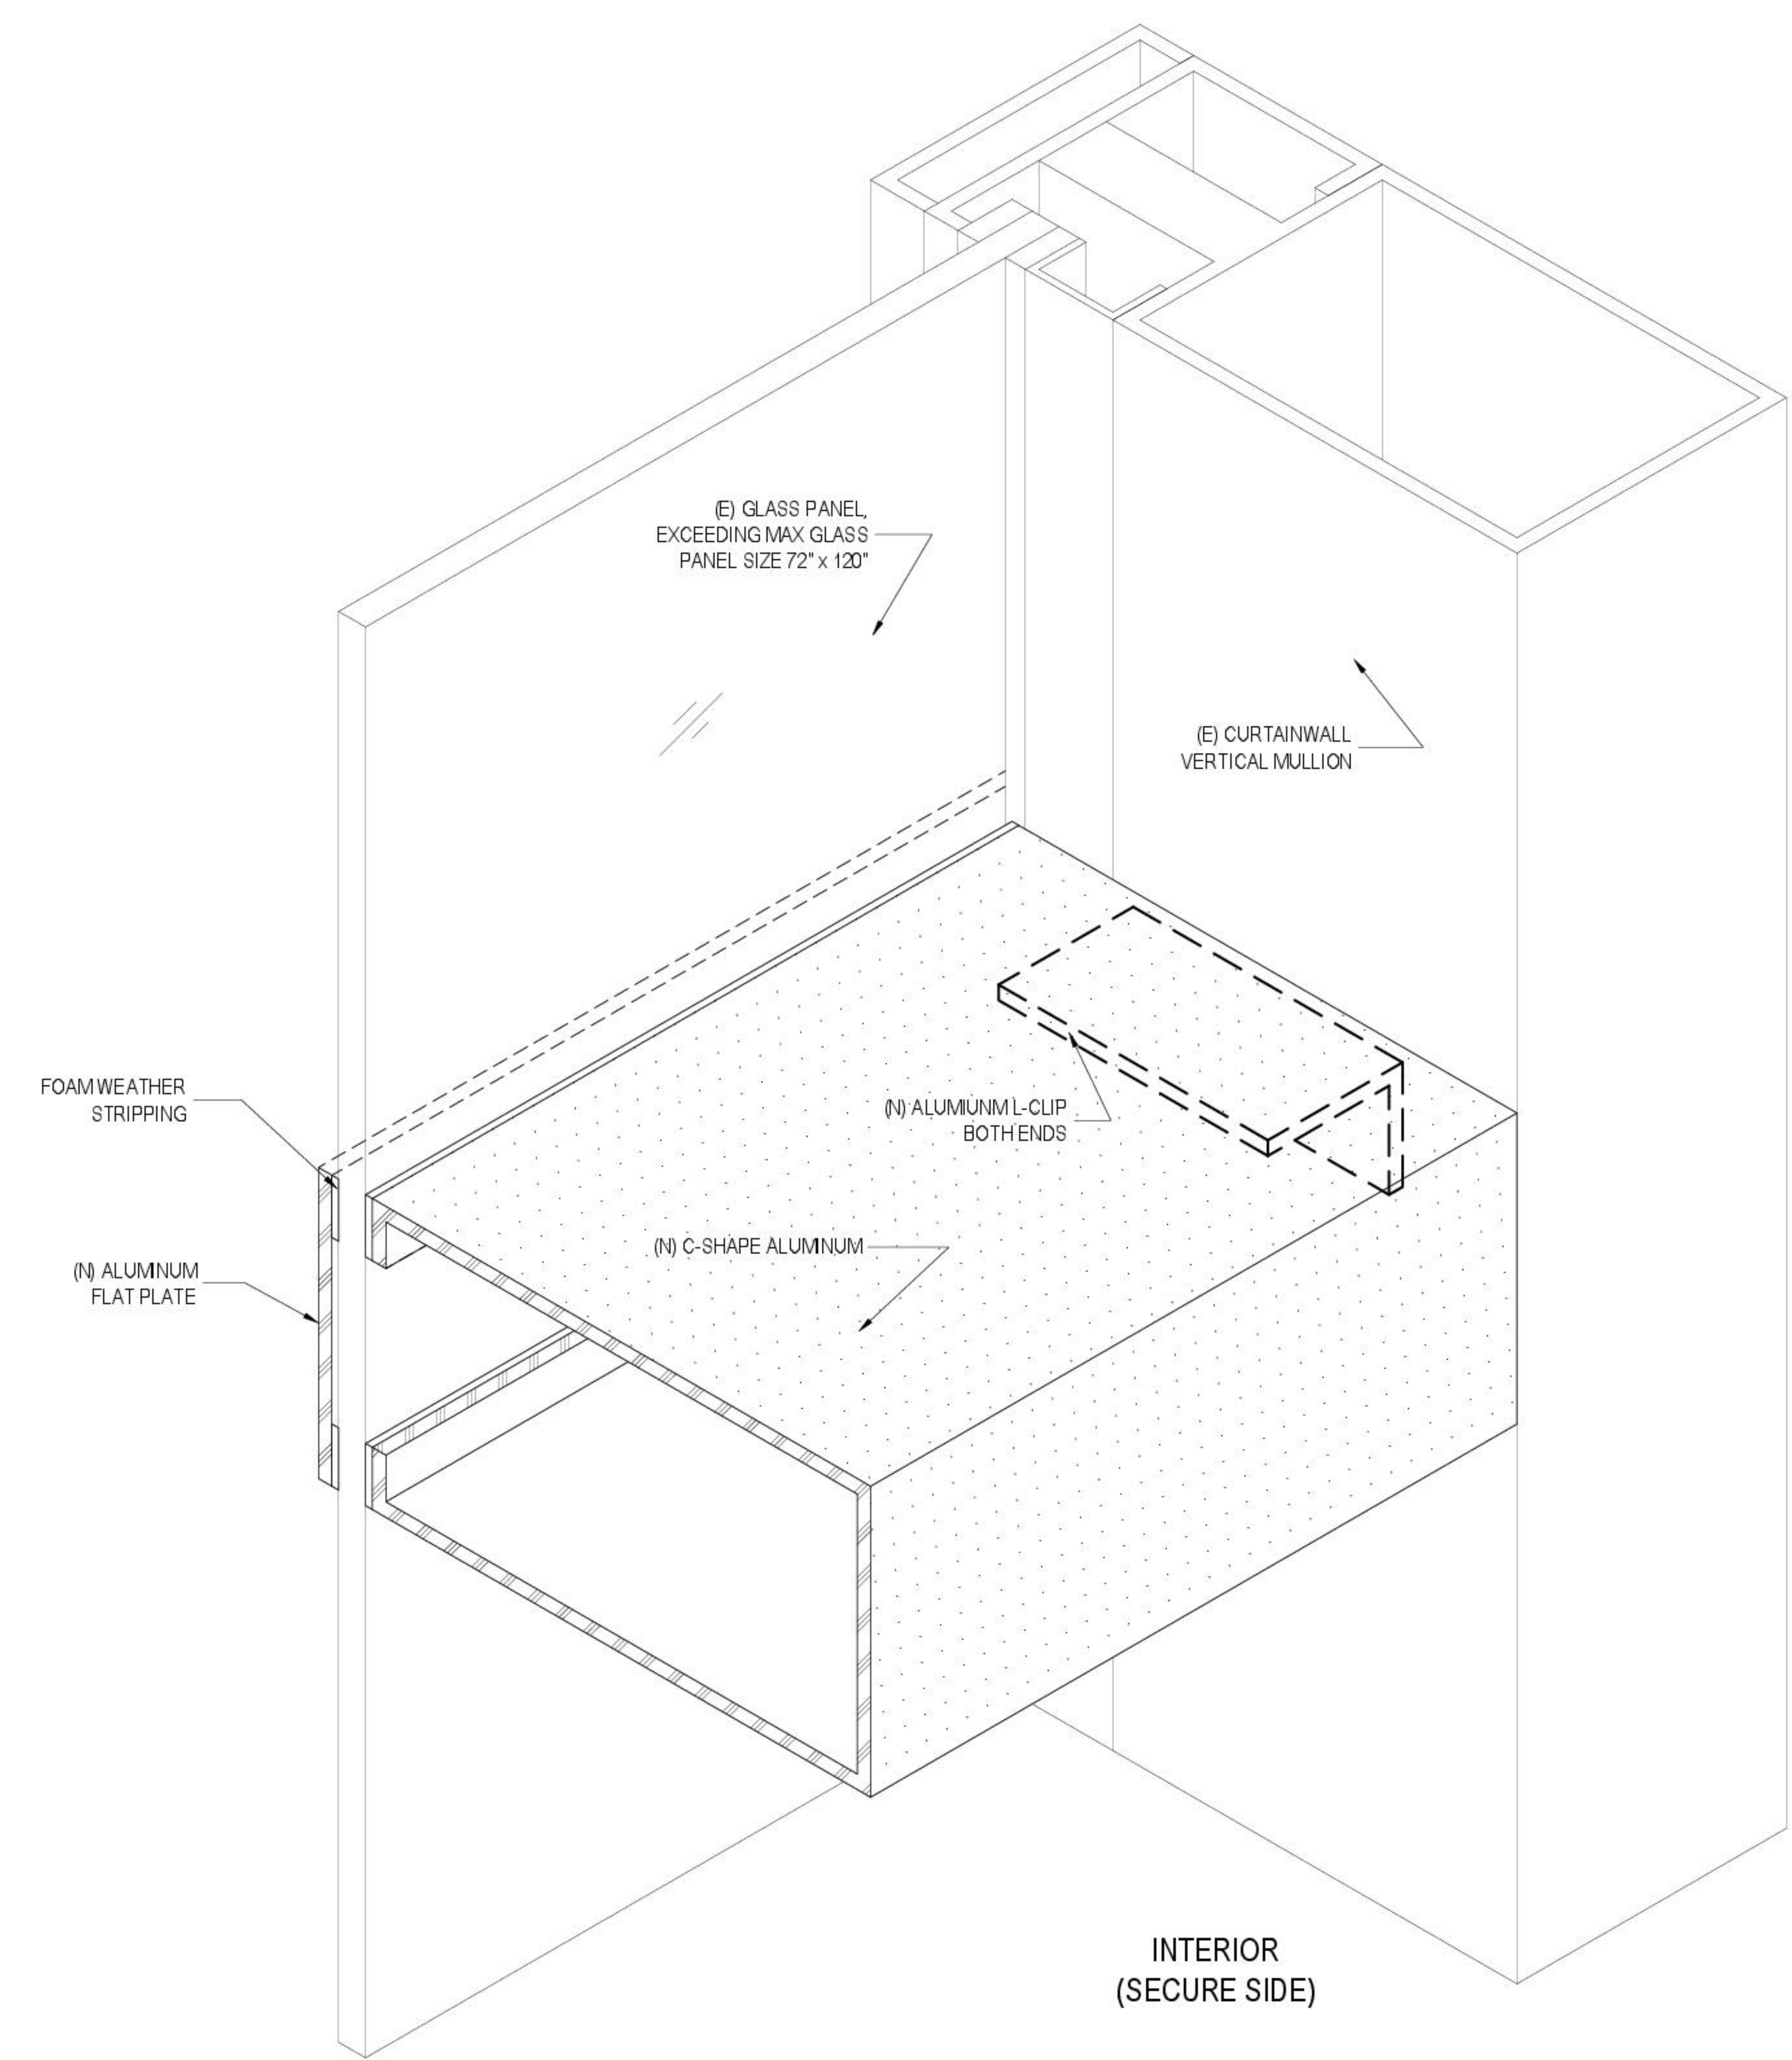 (E) GLASS PANEL,
EXCEEDING MAX GLASS
PANEL SIZE 72" x 120"
(E) CURTAINWALL
VERTICAL MULLION
FOAM WEATHER
STRIPPING
(N) ALUMIUNM L-CLIP
BOTH ENDS
(N) C-SHAPE ALUMINUM
(N) ALUMINUM
FLAT PLATE
INTERIOR
(SECURE SIDE)